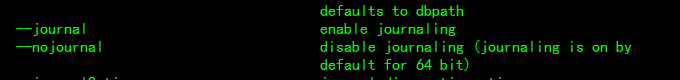 defaults to dbpath
--journal enable journaling
--nojournal disable journaling (journaling is on by
default for 64 bit)